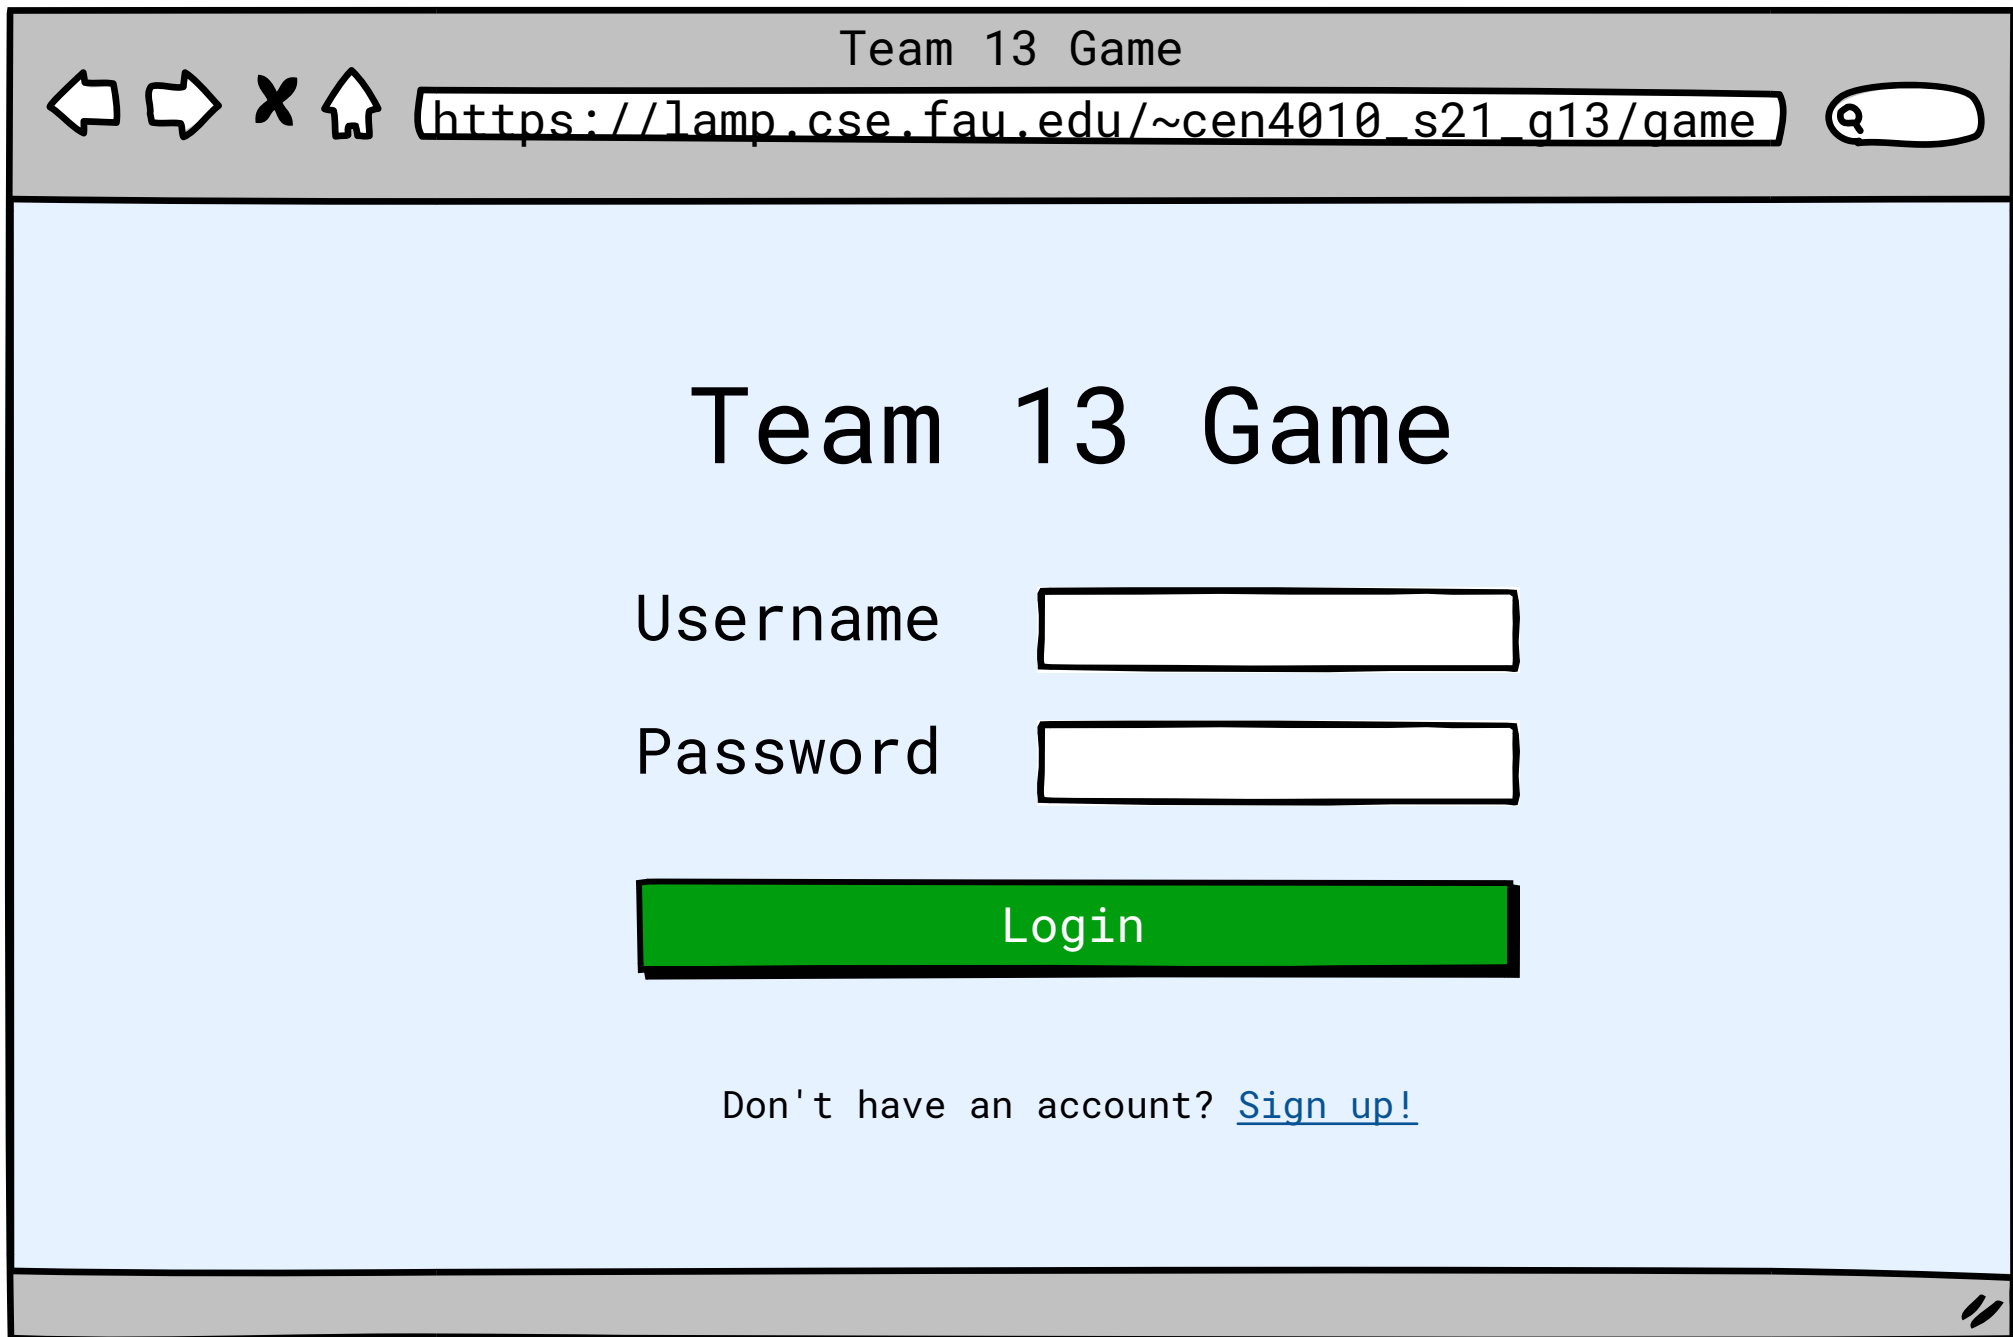 Team 13 Game
https://lamp.cse.fau.edu/~cen4010_s21_g13/game
Team 13 Game
Username
Password
Login
Don't have an account? Sign up!